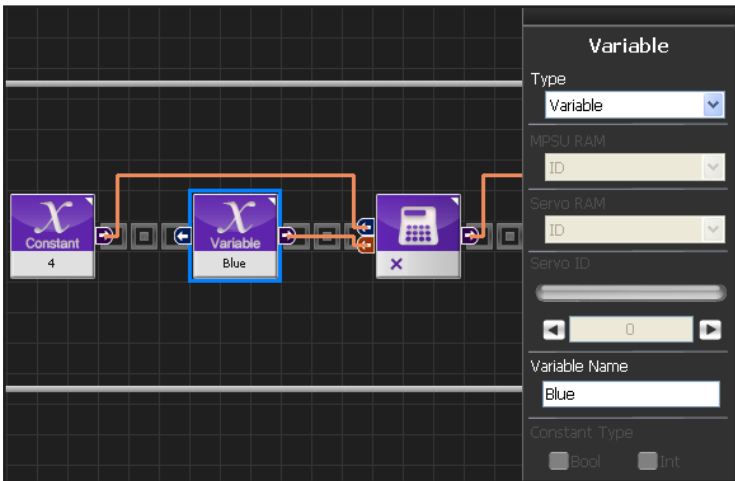 Constant
4
Variable
Blue
×
Variable
Type
Variable
MPSU RAM
ID
Servo RAM
ID
Servo ID
0
Variable Name
Blue
Constant Type
Bool Int